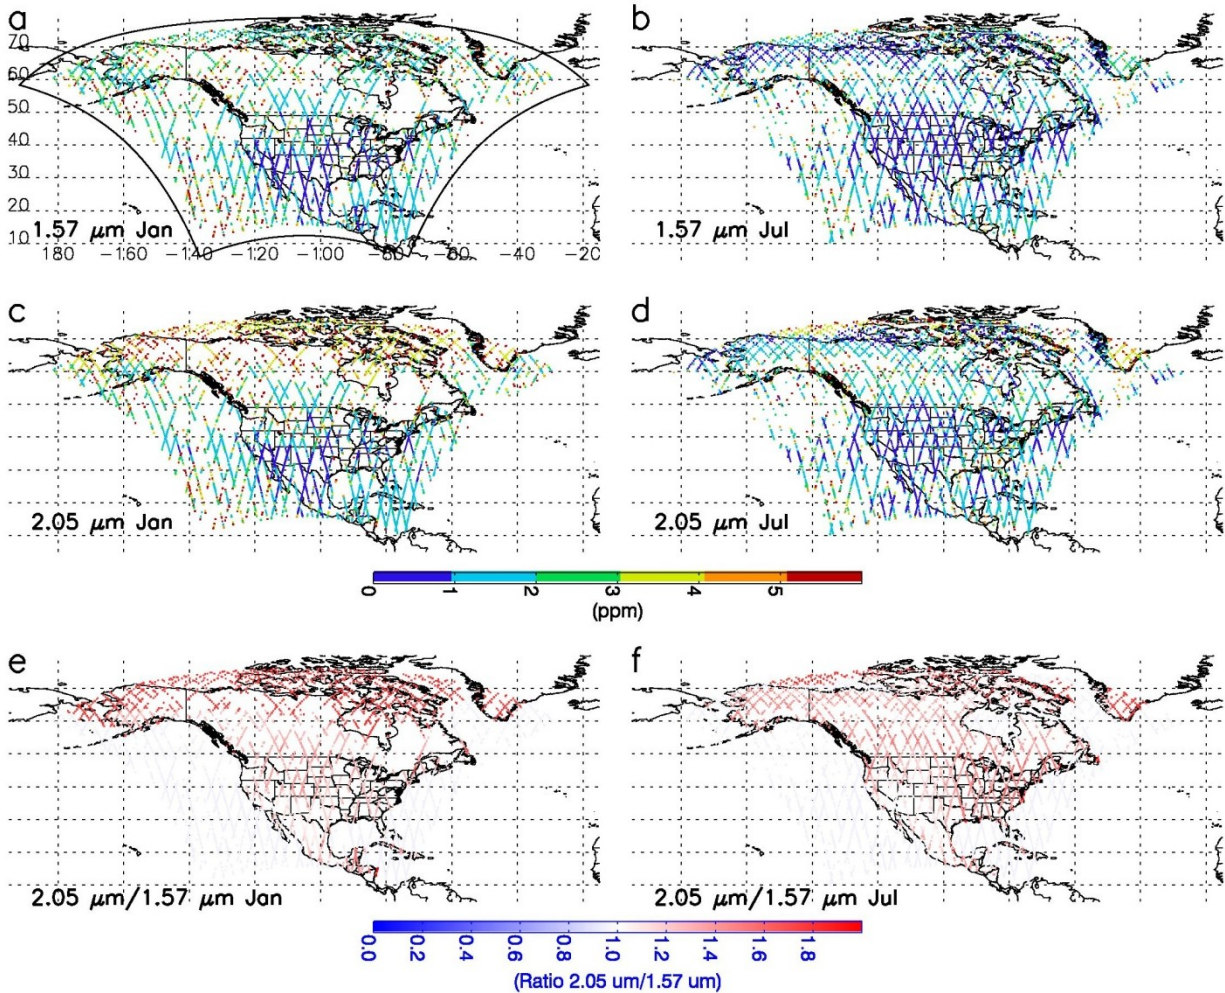 a
b
70
60
50
40
30
20
10
1.57 μm Jan
1.57 μm Jul
180 -160 -140 -120 -100 -80 -60 -40 -20
c
d
2.05 μm Jan
2.05 μm Jul
0 1 2 3 4 5
(ppm)
e
f
2.05 μm/1.57 μm Jan
2.05 μm/1.57 μm Jul
0.0 0.2 0.4 0.6 0.8 1.0 1.2 1.4 1.6 1.8
(Ratio 2.05 um/1.57 um)